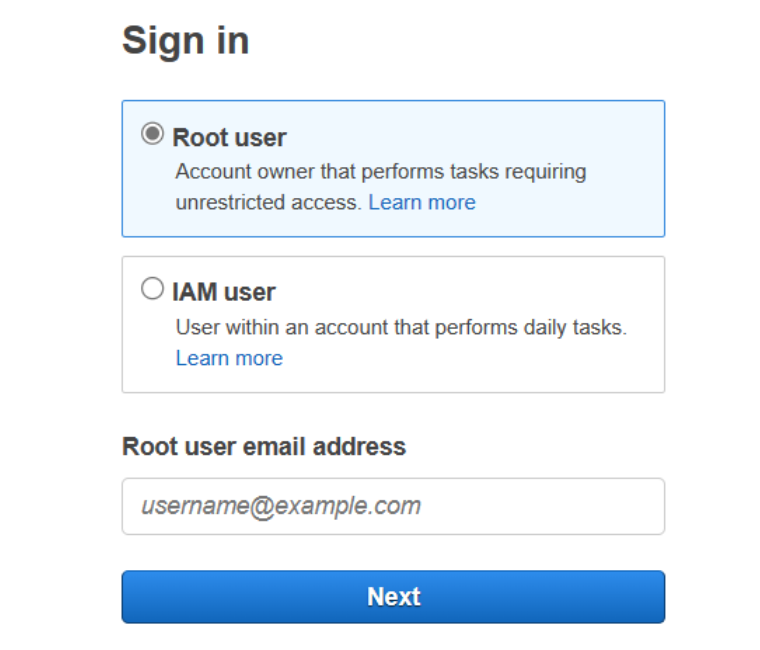 Sign in
Root user
Account owner that performs tasks requiring
unrestricted access. Learn more
IAM user
User within an account that performs daily tasks.
Learn more
Root user email address
username@example.com
Next